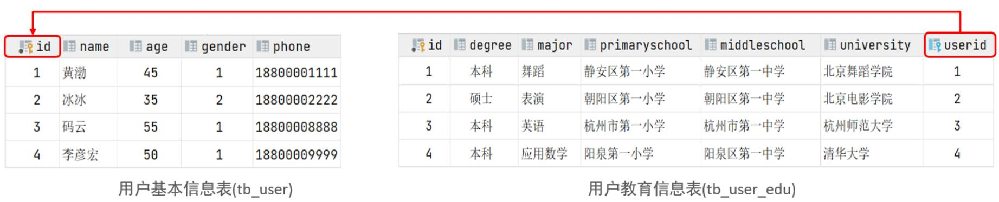 id name age gender phone
1 黄渤 45 1 18800001111
2 冰冰 35 2 18800002222
3 码云 55 1 18800008888
4 李彦宏 50 1 18800009999
用户基本信息表(tb_user)
id degree major primaryschool middleschool university userid
1 本科 舞蹈 静安区第一小学 静安区第一中学 北京舞蹈学院 1
2 硕士 表演 朝阳区第一小学 朝阳区第一中学 北京电影学院 2
3 本科 英语 杭州市第一小学 杭州市第一中学 杭州师范大学 3
4 本科 应用数学 阳泉第一小学 阳泉区第一中学 清华大学 4
用户教育信息表(tb_user_edu)